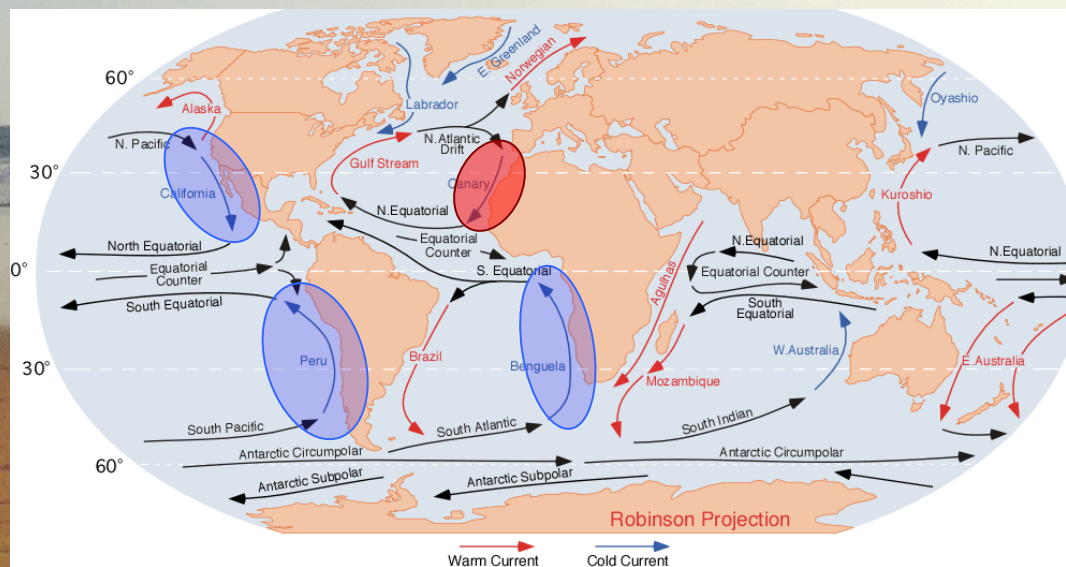 60°
30°
0°
30°
60°
E. Greenland
Norwegian
Alaska
Labrador
Oyashio
N. Pacific
N. Atlantic
Drift
N. Pacific
Gulf Stream
California
Canary
Kuroshio
N.Equatorial
North Equatorial
Equatorial
Counter
N.Equatorial
N.Equatorial
Equatorial
Counter
S. Equatorial
Agulhas
Equatorial Counter
South Equatorial
South
Equatorial
Peru
Brazil
Benguela
Mozambique
W.Australia
E.Australia
South Pacific
South Atlantic
South Indian
Antarctic Circumpolar
Antarctic Circumpolar
Antarctic Subpolar
Antarctic Subpolar
Robinson Projection
Warm Current
Cold Current